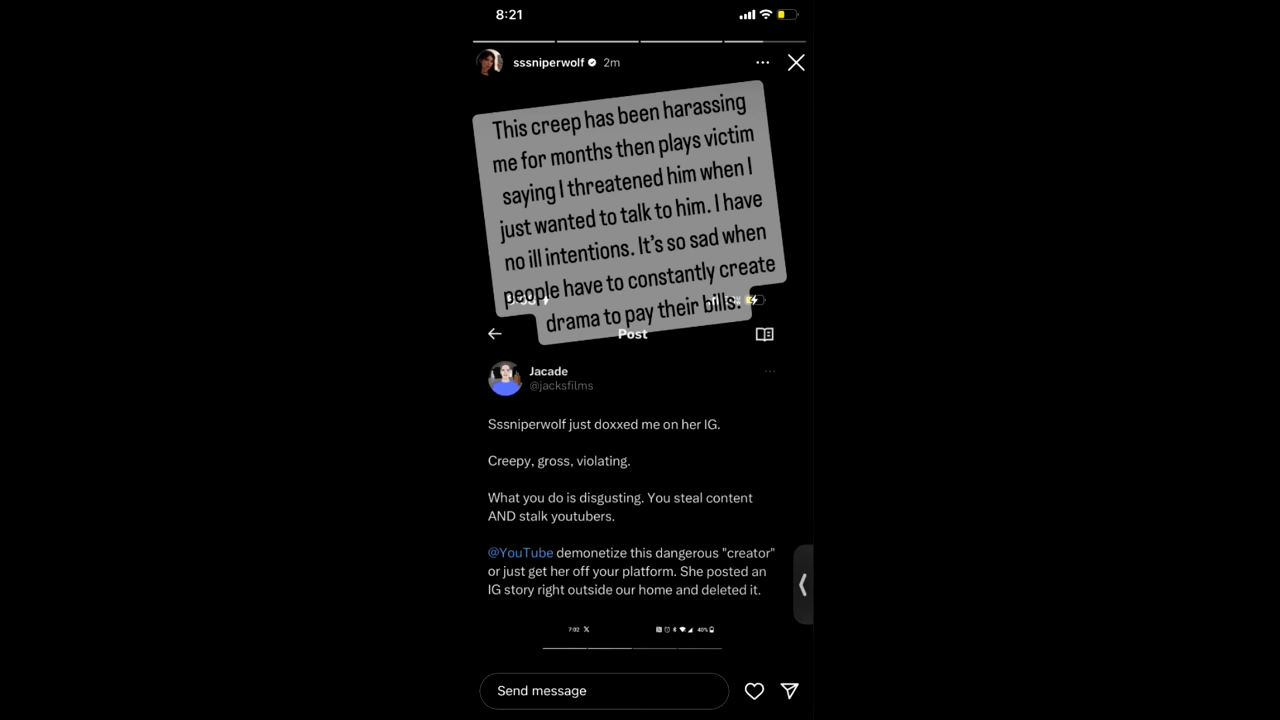 8:21
sssniperwolf 2m
This creep has been harassing
me for months then plays victim
saying I threatened him when I
just wanted to talk to him. I have
no ill intentions. It's so sad when
people have to constantly create
drama to pay their bills.
Post
Jacade
@jacksfilms
Sssniperwolf just doxxed me on her IG.
Creepy, gross, violating.
What you do is disgusting. You steal content
AND stalk youtubers.
@YouTube demonetize this dangerous "creator"
or just get her off your platform. She posted an
IG story right outside our home and deleted it.
7:02 X 40%
Send message